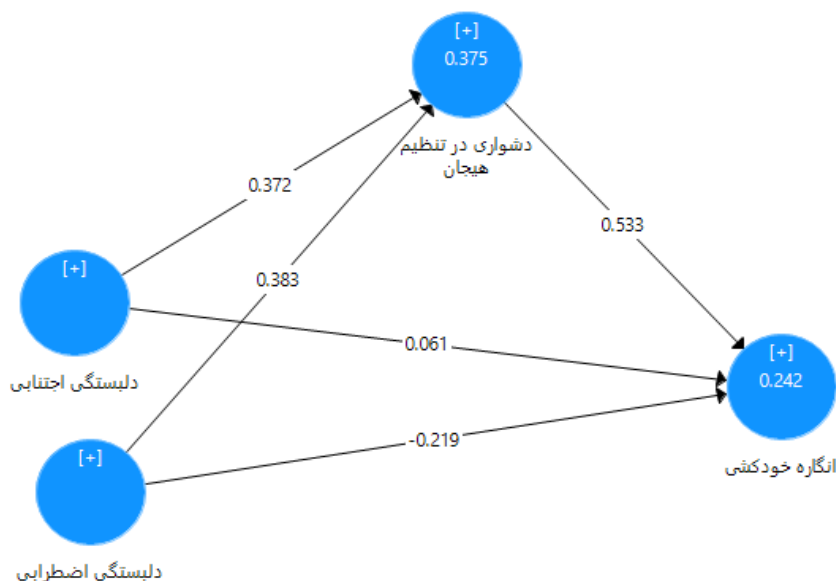 [+]
0.375
دشواری در تنظیم
هیجان
0.372
0.533
0.383
[+]
دلبستگی اجتنابی
0.061
[+]
0.242
انگاره خودکشی
-0.219
[+]
دلبستگی اضطرابی